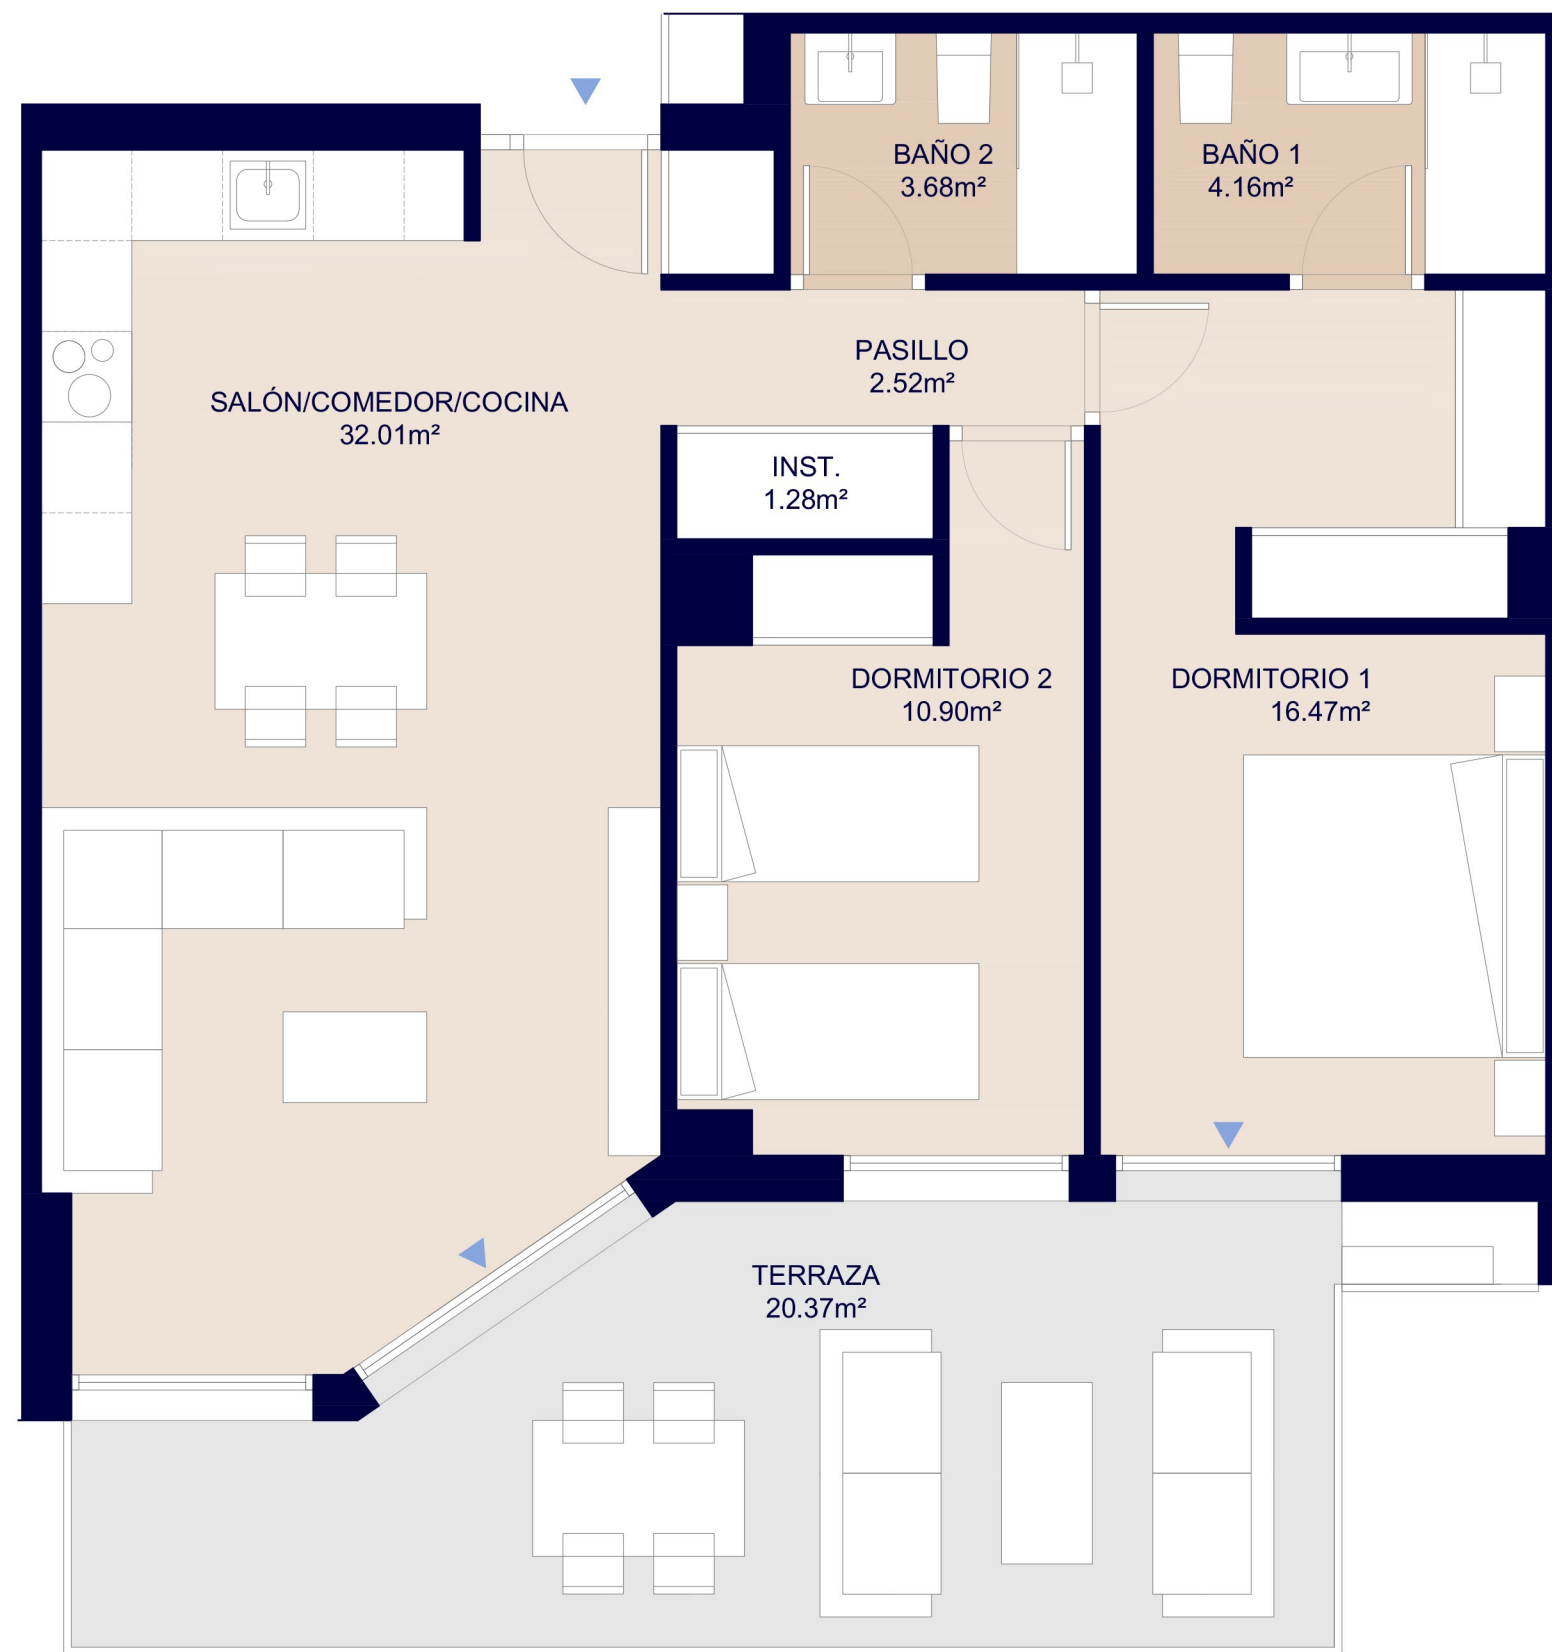 BAÑO 2
3.68m²
BAÑO 1
4.16m²
PASILLO
2.52m²
SALÓN/COMEDOR/COCINA
32.01m²
INST.
1.28m²
DORMITORIO 2
10.90m²
DORMITORIO 1
16.47m²
TERRAZA
20.37m²